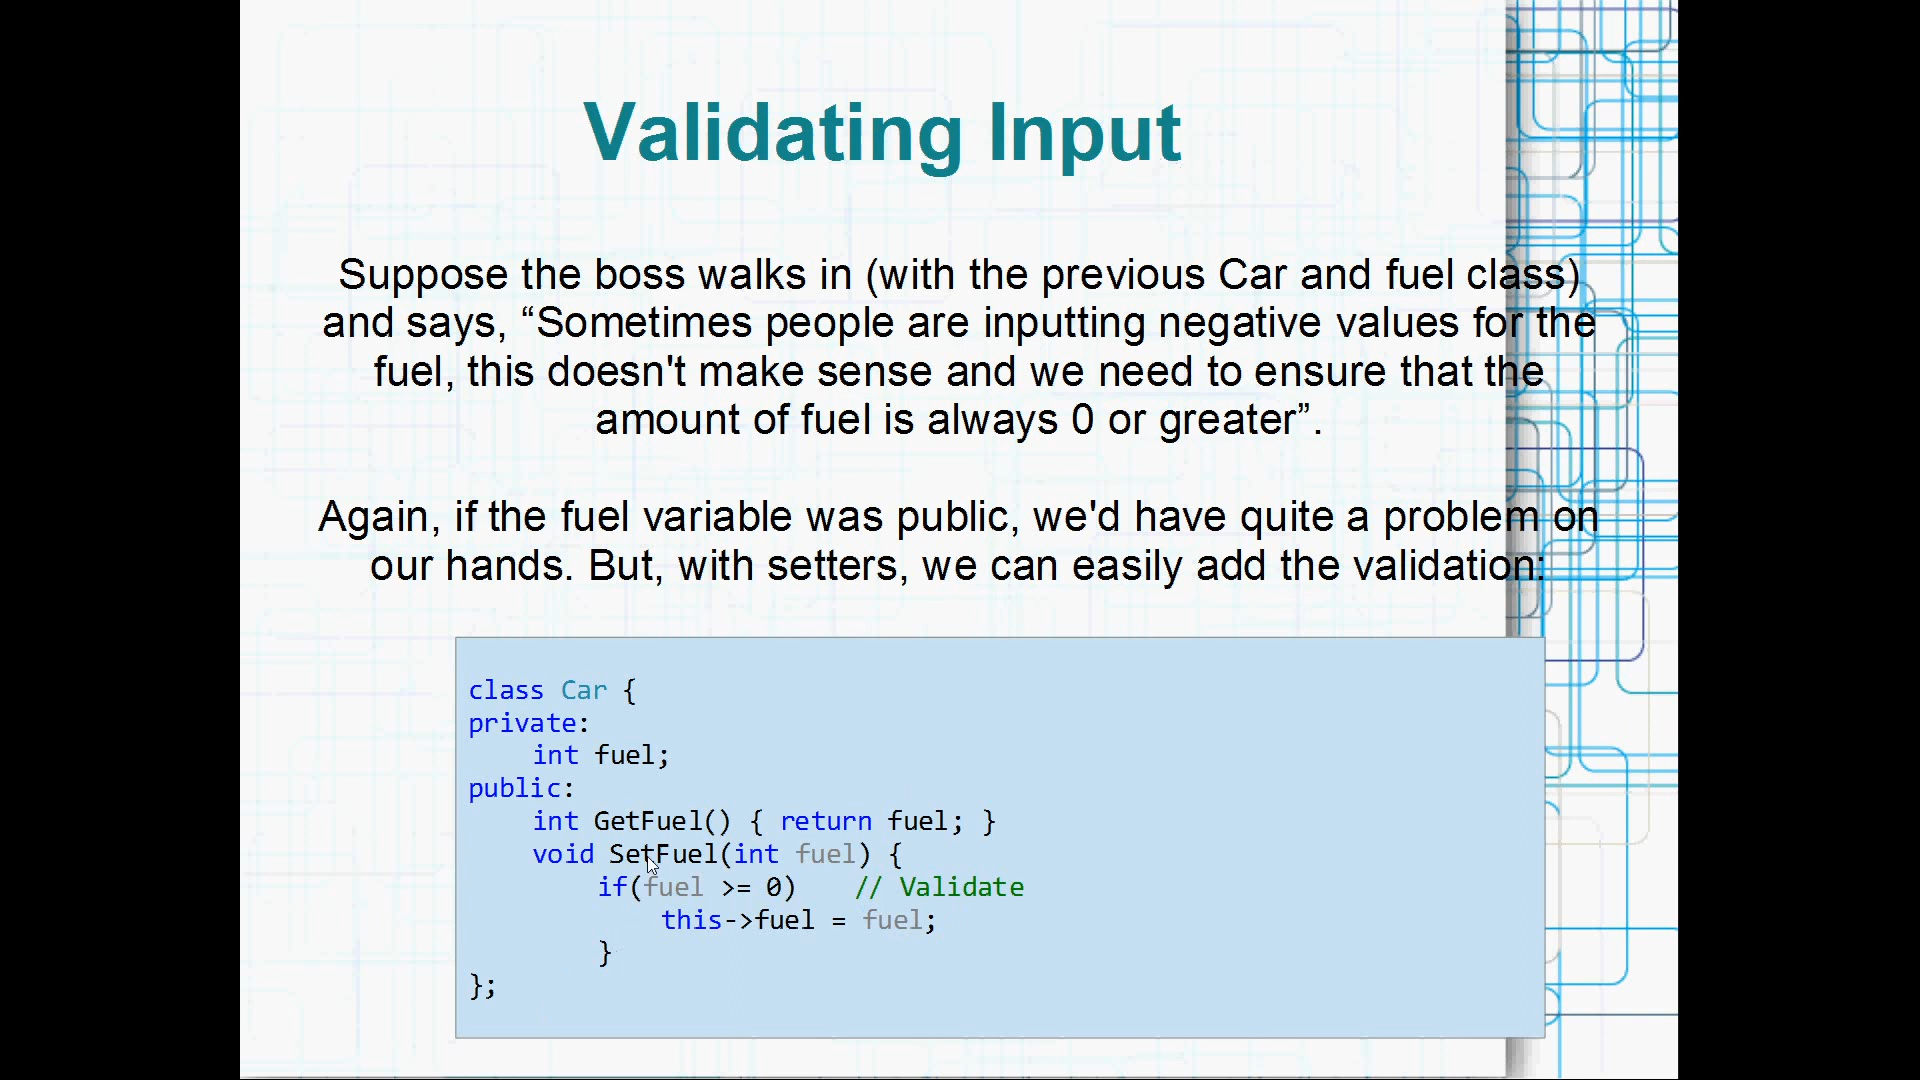 Validating Input
Suppose the boss walks in (with the previous Car and fuel class)
and says, “Sometimes people are inputting negative values for the
fuel, this doesn't make sense and we need to ensure that the
amount of fuel is always 0 or greater”.
Again, if the fuel variable was public, we'd have quite a problem on
our hands. But, with setters, we can easily add the validation:
class Car {
private:
    int fuel;
public:
    int GetFuel() { return fuel; }
    void SetFuel(int fuel) {
        if(fuel >= 0)    // Validate
            this->fuel = fuel;
        }
};